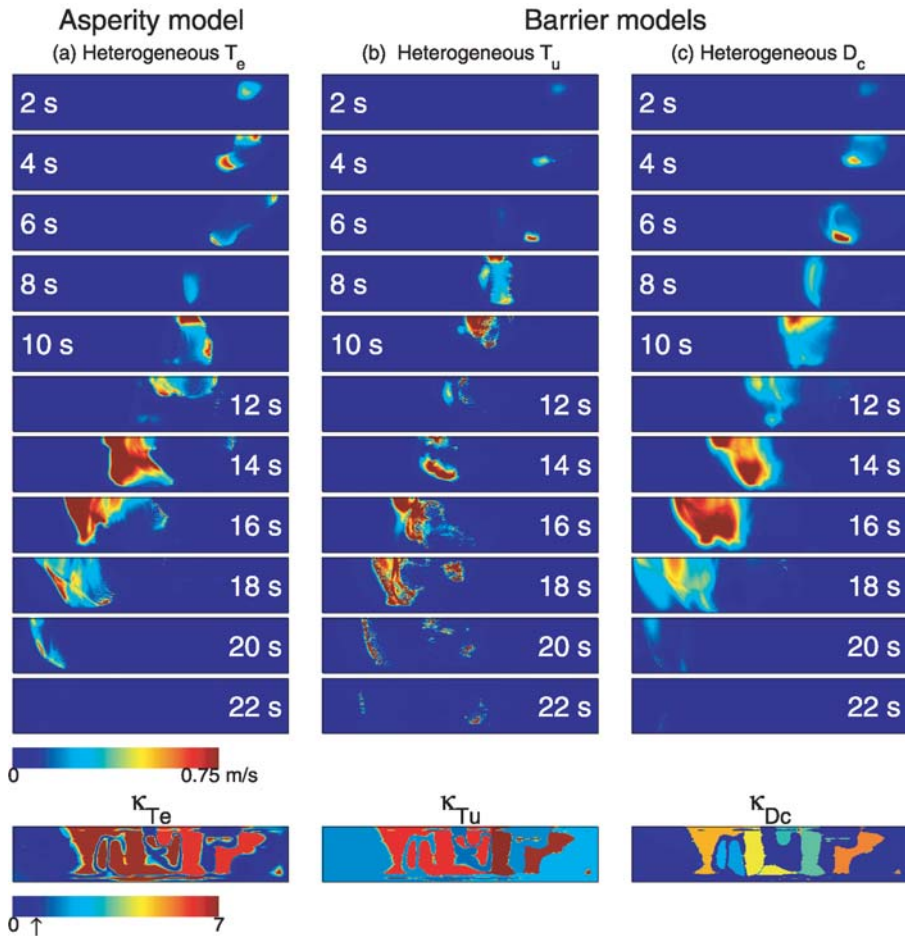 Asperity model
Barrier models
(a) Heterogeneous Te
(b) Heterogeneous Tu
(c) Heterogeneous Dc
2 s
2 s
2 s
4 s
4 s
4 s
6 s
6 s
6 s
8 s
8 s
8 s
10 s
10 s
10 s
12 s
12 s
12 s
14 s
14 s
14 s
16 s
16 s
16 s
18 s
18 s
18 s
20 s
20 s
20 s
22 s
22 s
22 s
0 0.75 m/s
κTe
κTu
κDc
0 ↑ 7